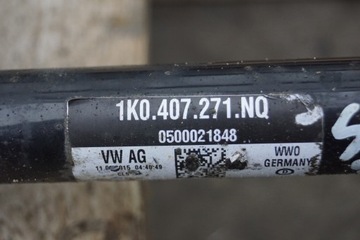 1K0.407.271.NQ
0500021848
VW AG WWO
GERMANY